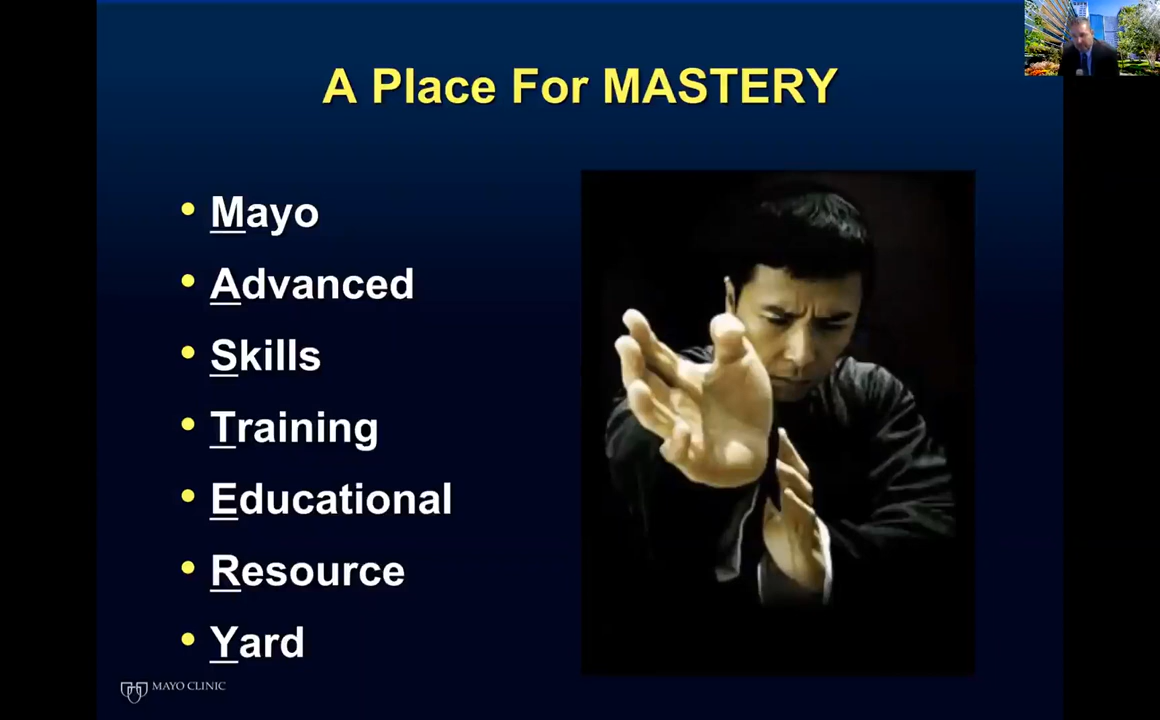 A Place For MASTERY
• Mayo
• Advanced
• Skills
• Training
• Educational
• Resource
• Yard
MAYO CLINIC